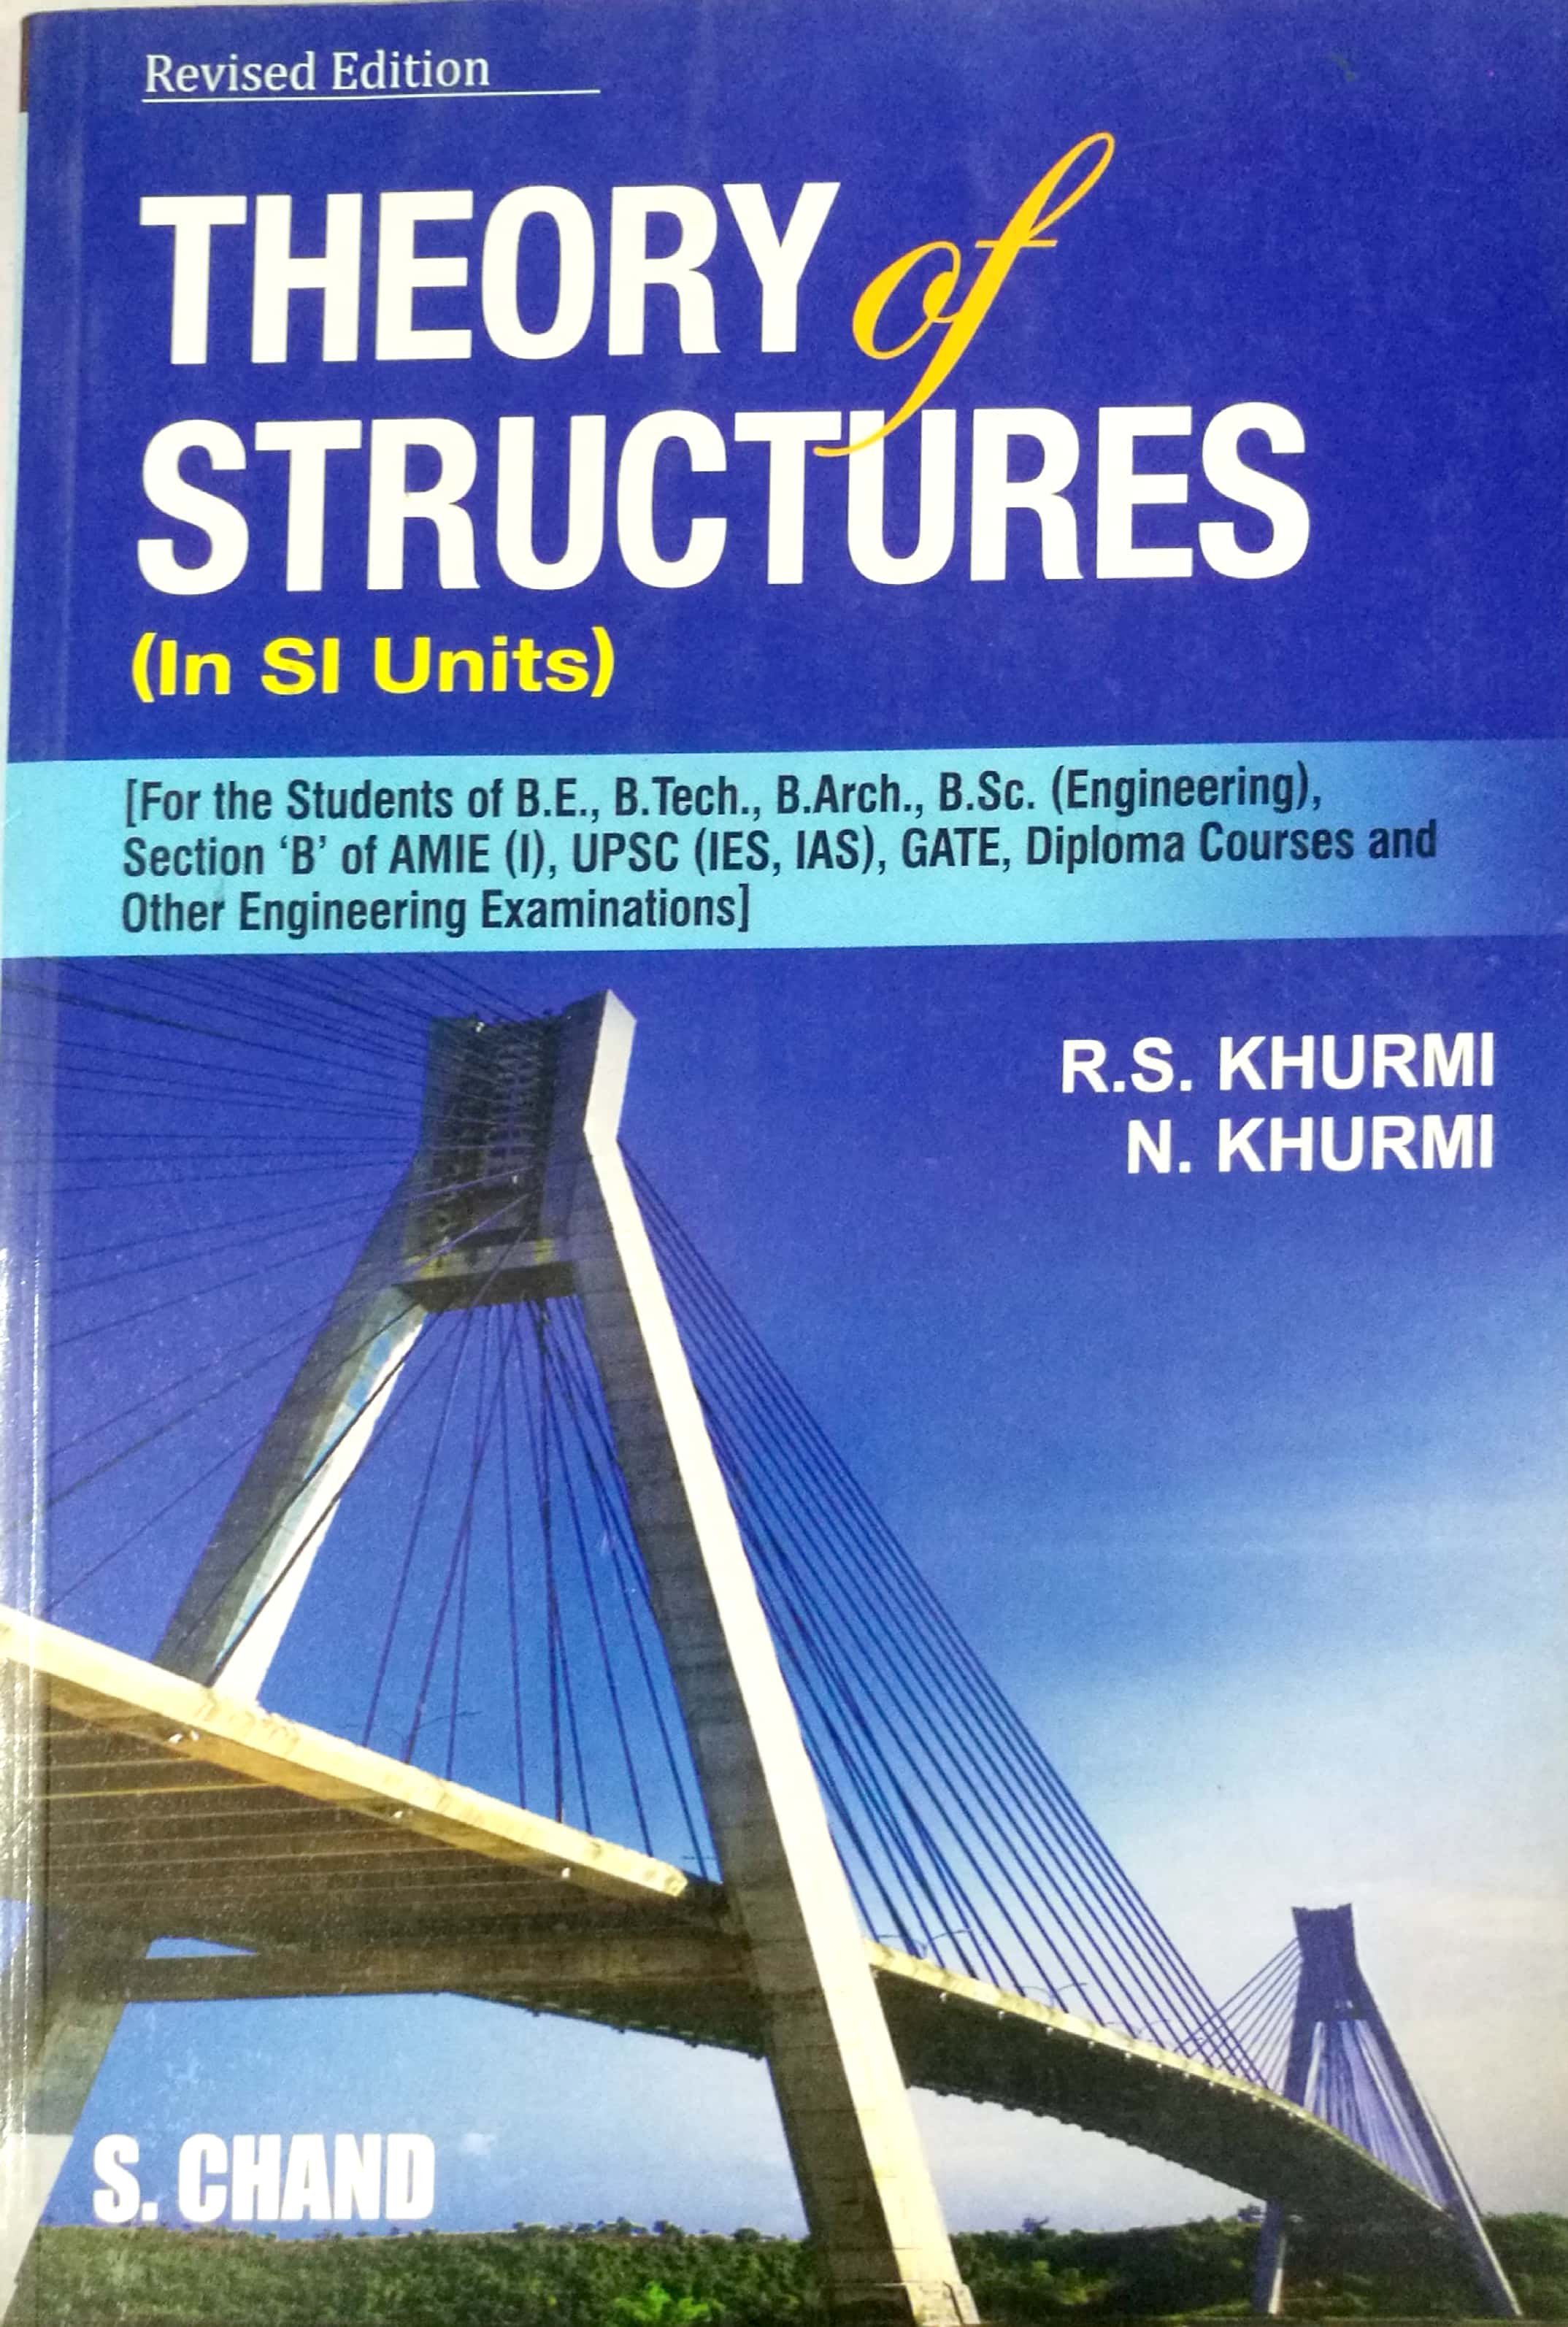 Revised Edition
THEORY of
STRUCTURES
(In SI Units)
[For the Students of B.E., B.Tech., B.Arch., B.Sc. (Engineering),
Section ‘B’ of AMIE (I), UPSC (IES, IAS), GATE, Diploma Courses and
Other Engineering Examinations]
R.S. KHURMI
N. KHURMI
S. CHAND